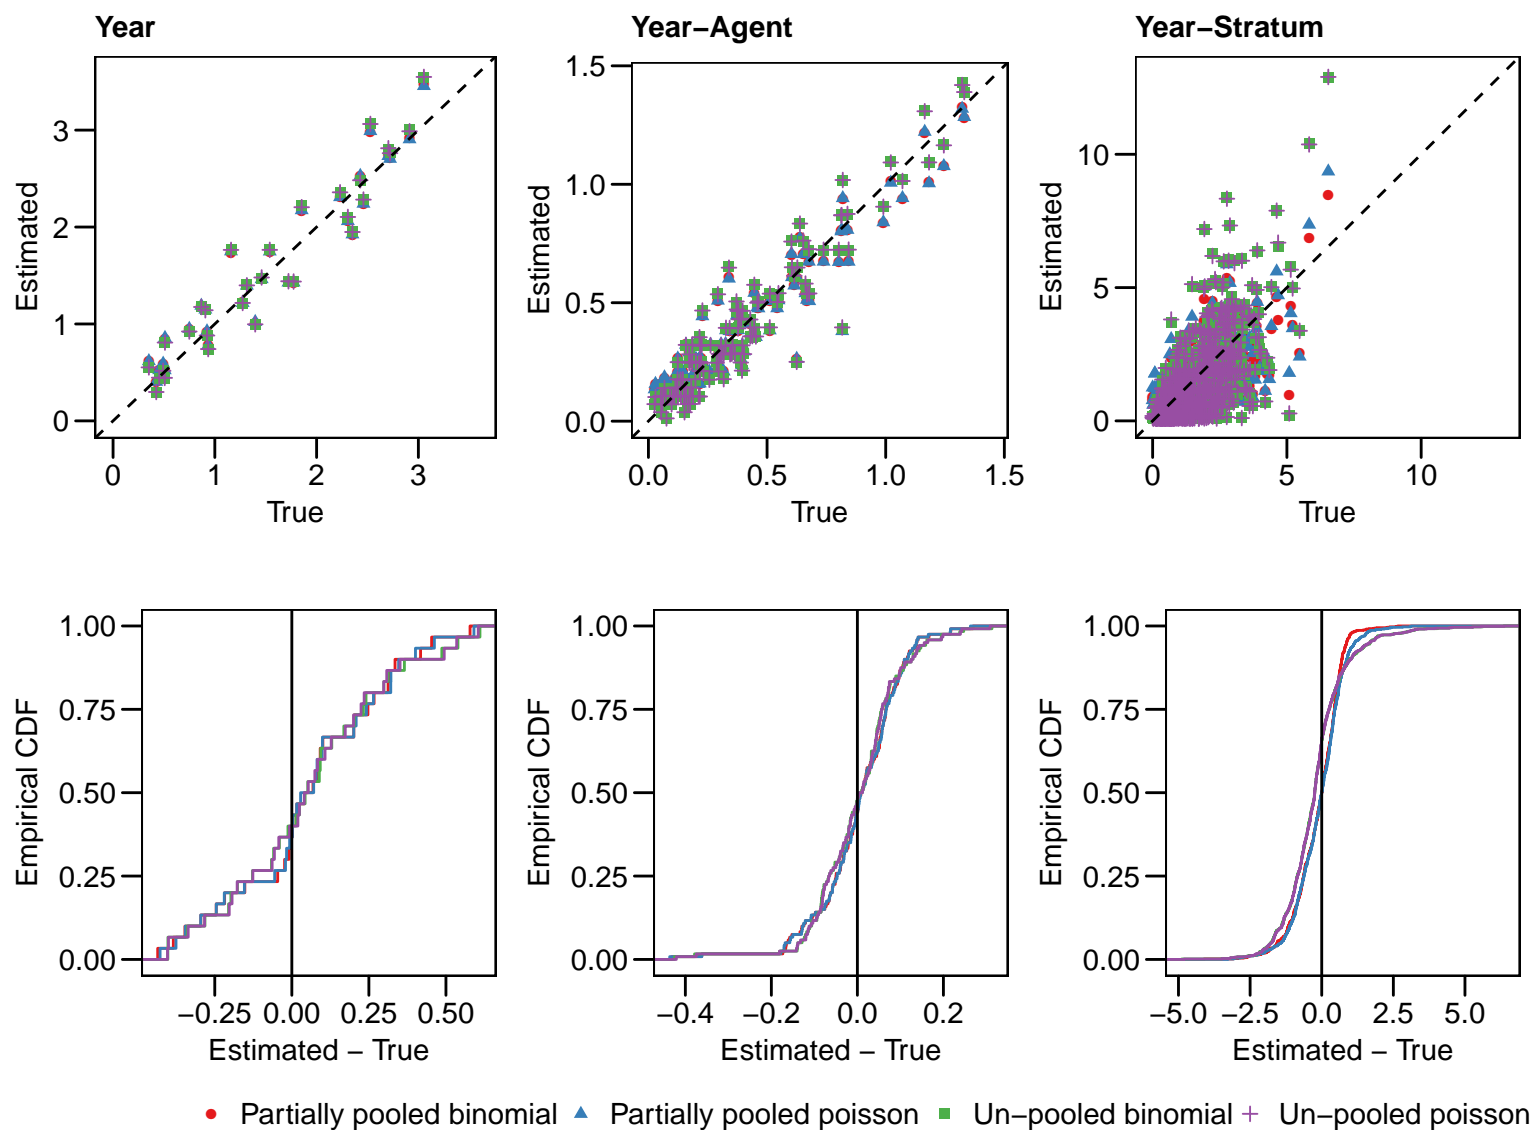 Year
Year−Agent
Year−Stratum
Estimated
3
2
1
0
0
1
2
3
True
Estimated
1.5
1.0
0.5
0.0
0.0
0.5
1.0
1.5
True
Estimated
10
5
0
0
5
10
True
Empirical CDF
1.00
0.75
0.50
0.25
0.00
−0.25
0.00
0.25
0.50
Estimated − True
Empirical CDF
1.00
0.75
0.50
0.25
0.00
−0.4
−0.2
0.0
0.2
Estimated − True
Empirical CDF
1.00
0.75
0.50
0.25
0.00
−5.0
−2.5
0.0
2.5
5.0
Estimated − True
Partially pooled binomial
Partially pooled poisson
Un−pooled binomial
Un−pooled poisson